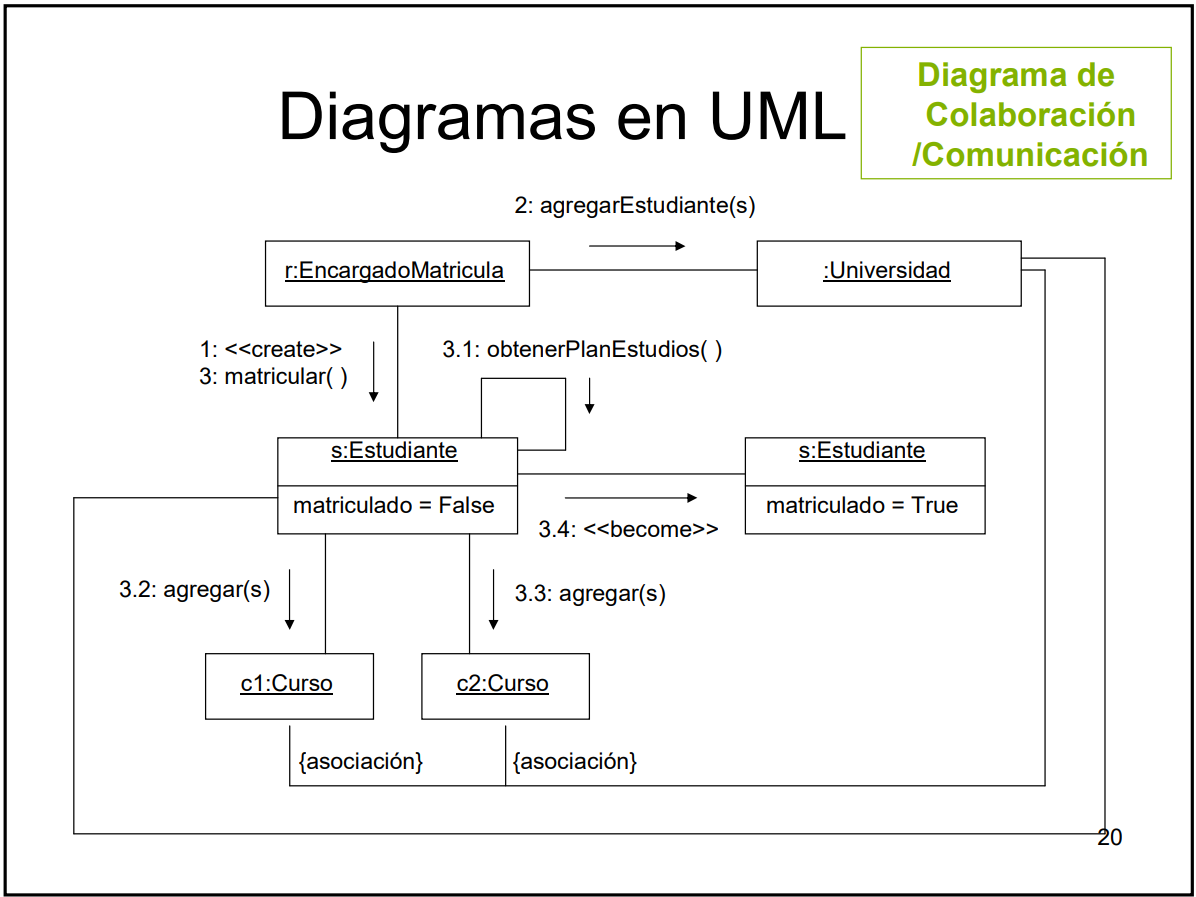 Diagramas en UML
Diagrama de
Colaboración
/Comunicación
2: agregarEstudiante(s)
r:EncargadoMatricula
:Universidad
1: <<create>>
3: matricular( )
3.1: obtenerPlanEstudios( )
s:Estudiante
matriculado = False
s:Estudiante
matriculado = True
3.4: <<become>>
3.2: agregar(s)
3.3: agregar(s)
c1:Curso
c2:Curso
{asociación}
{asociación}
20